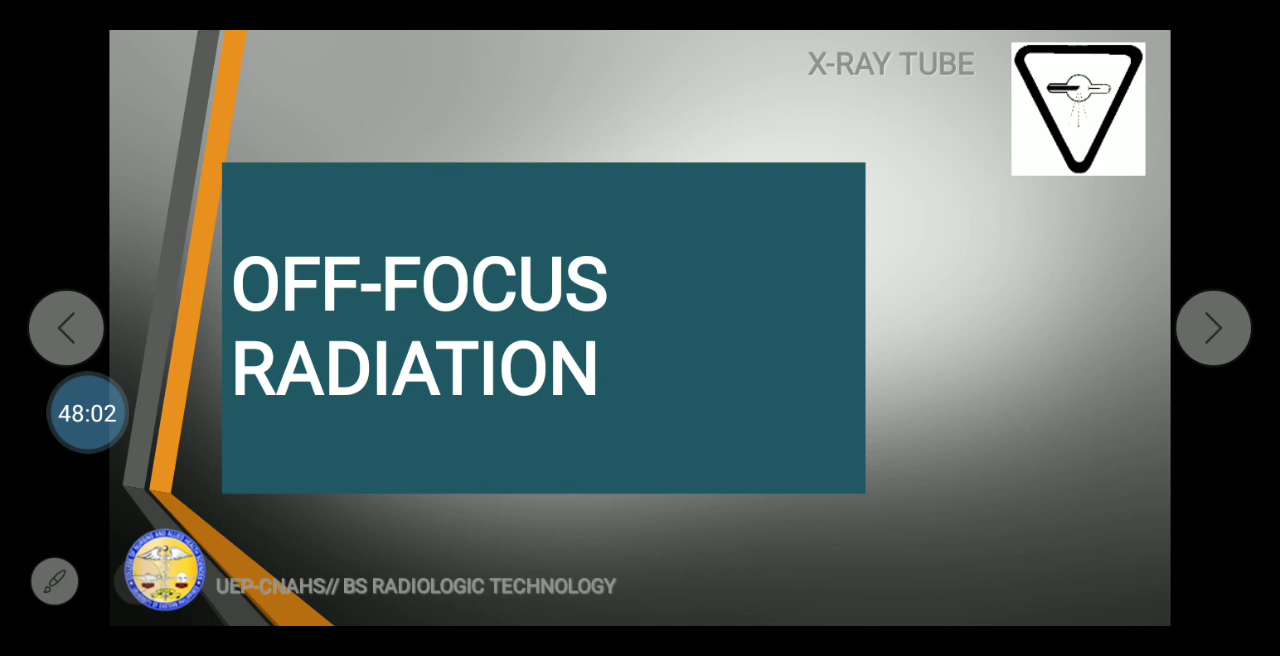 X-RAY TUBE
OFF-FOCUS
RADIATION
48:02
UEP-CNAHS// BS RADIOLOGIC TECHNOLOGY